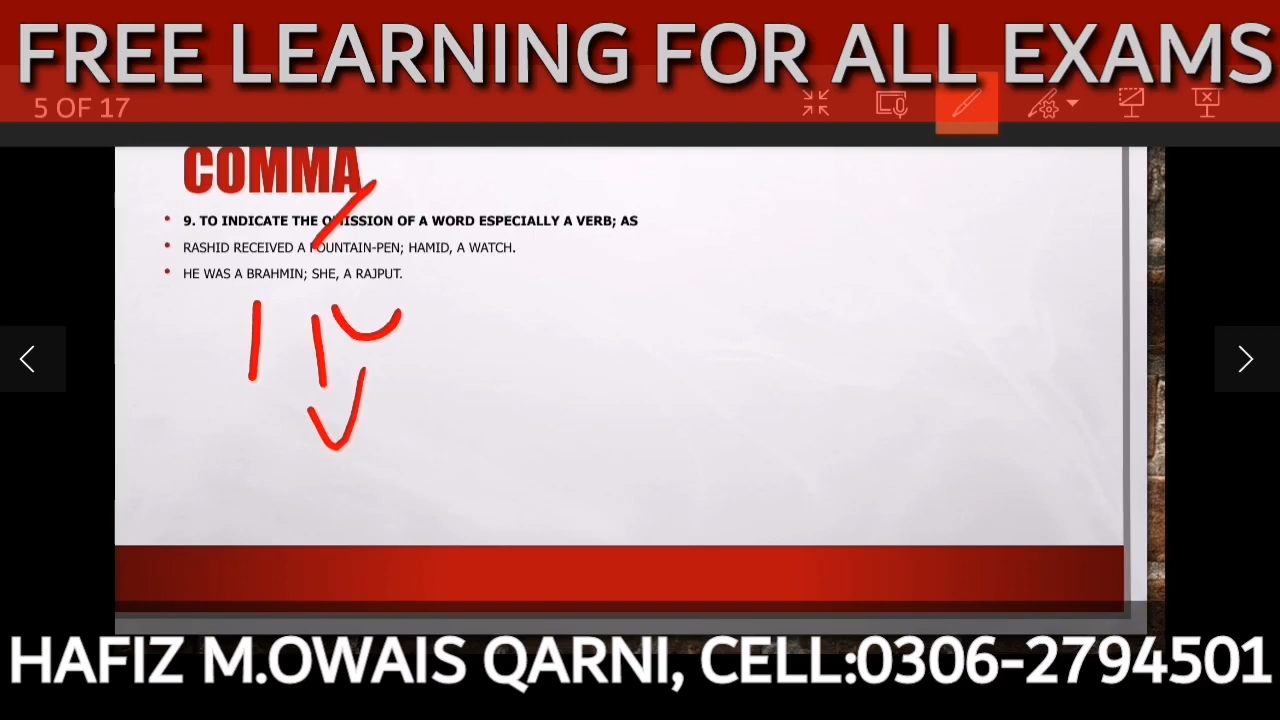 FREE LEARNING FOR ALL EXAMS
5 OF 17
COMMA
• 9. TO INDICATE THE OMISSION OF A WORD ESPECIALLY A VERB; AS
• RASHID RECEIVED A FOUNTAIN-PEN; HAMID, A WATCH.
• HE WAS A BRAHMIN; SHE, A RAJPUT.
HAFIZ M.OWAIS QARNI, CELL:0306-2794501